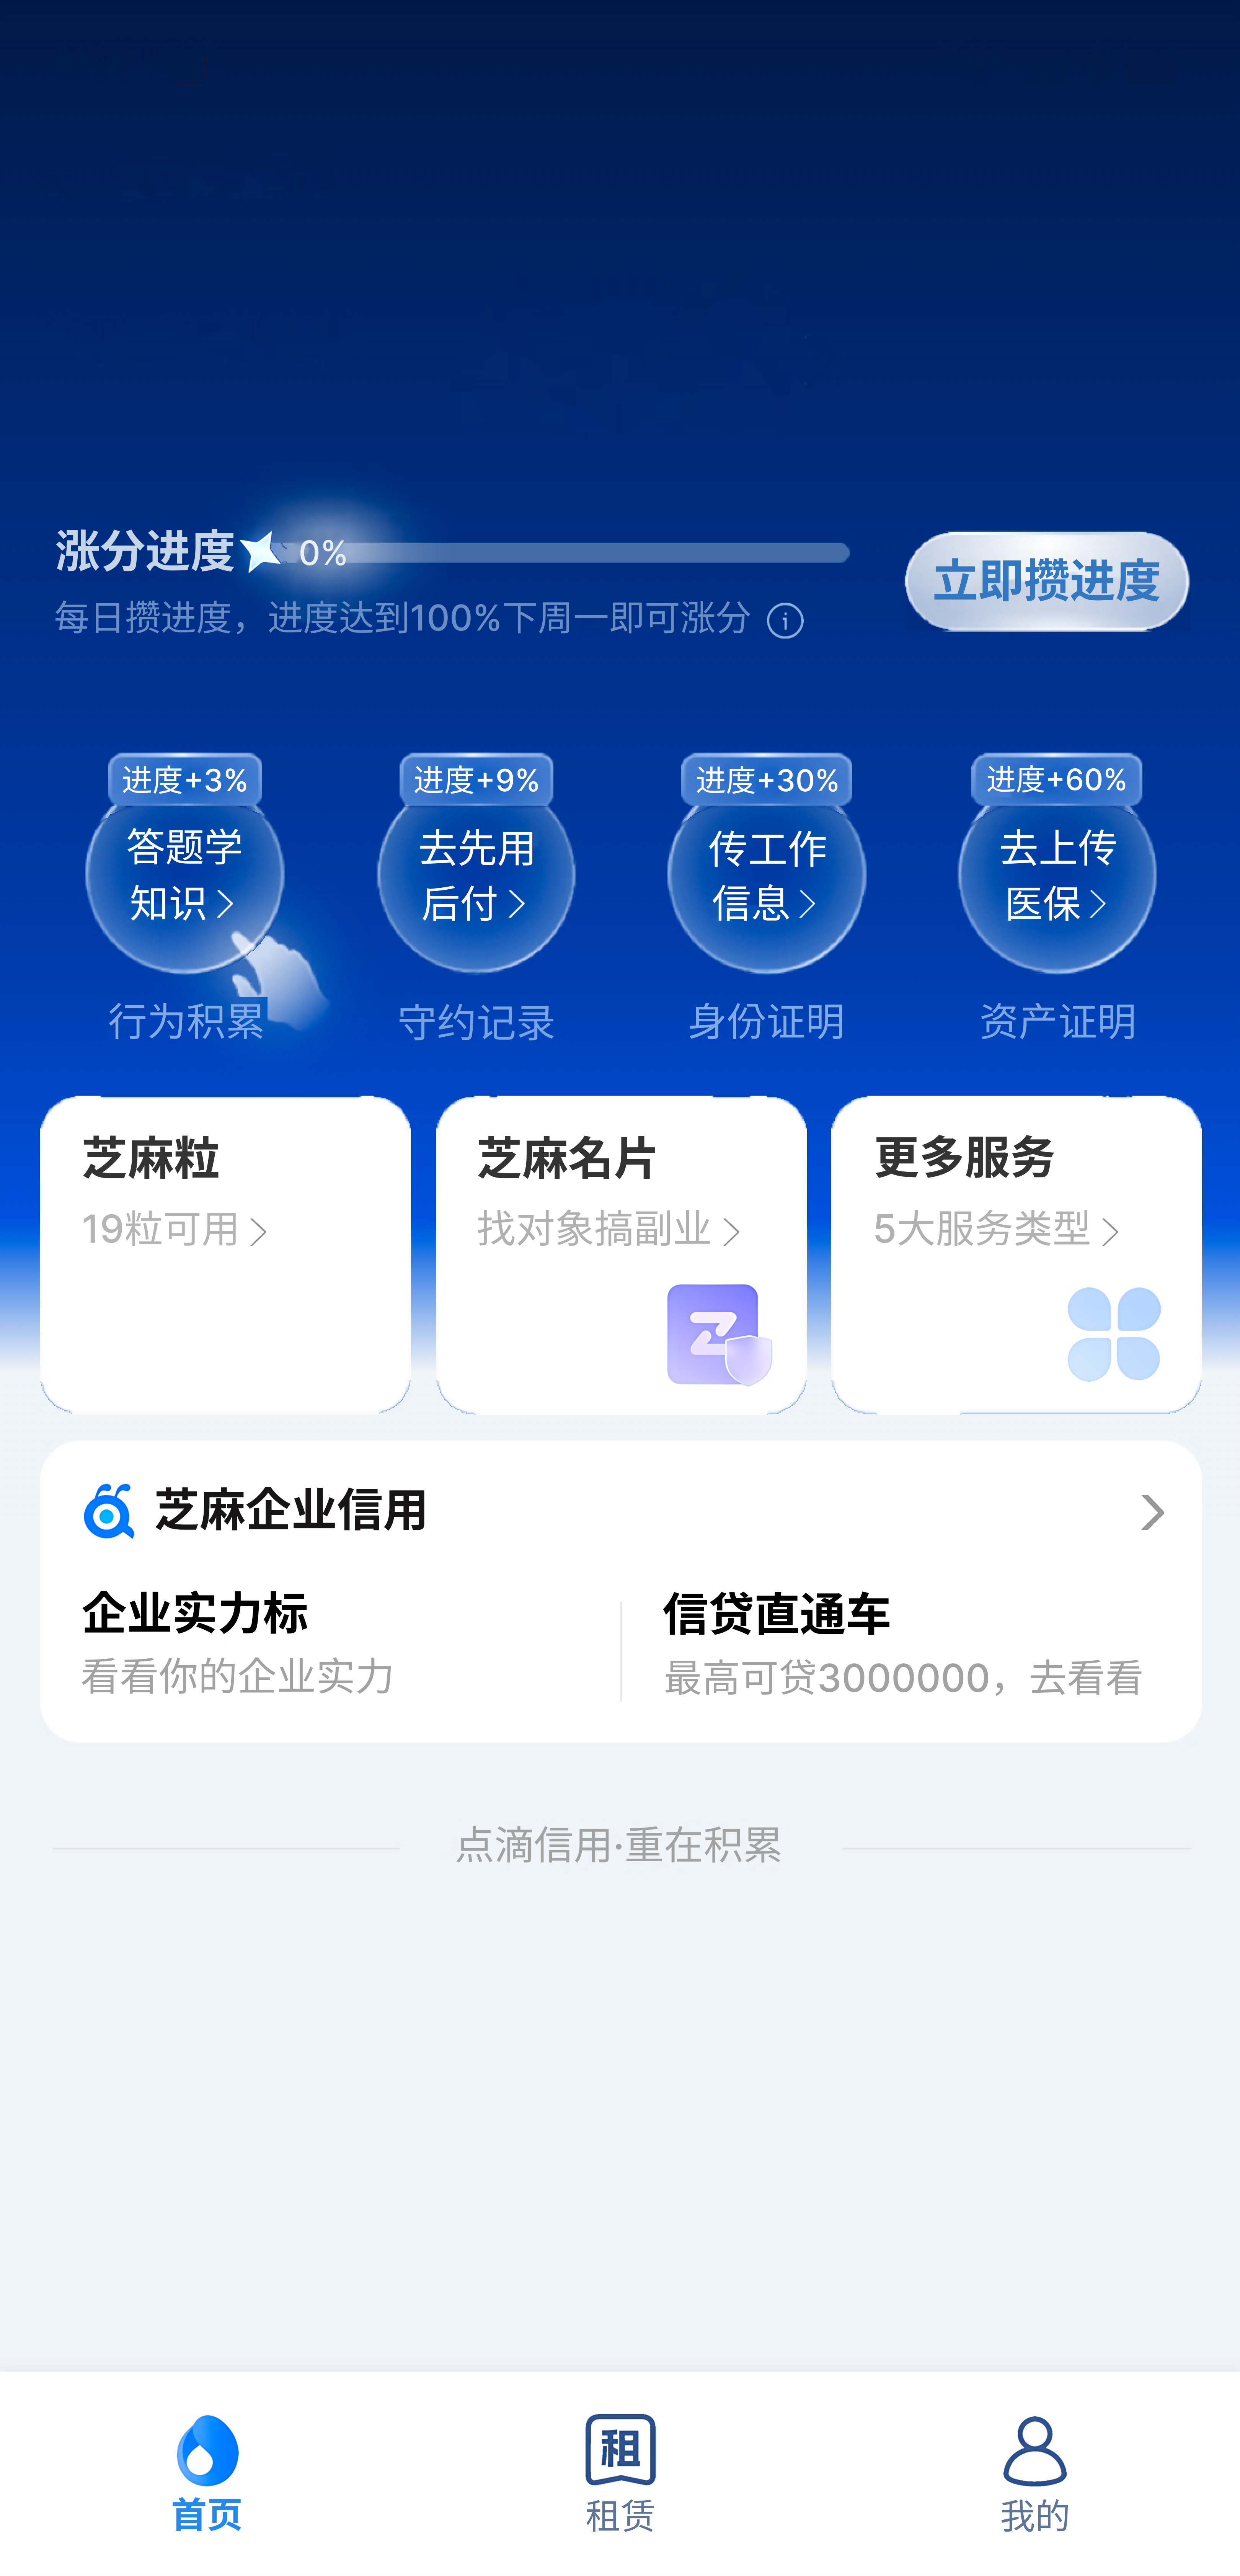 涨分进度 0%
立即攒进度
每日攒进度，进度达到100%下周一即可涨分
进度+3%
进度+9%
进度+30%
进度+60%
答题学
知识
去先用
后付
传工作
信息
去上传
医保
行为积累
守约记录
身份证明
资产证明
芝麻粒
19粒可用
芝麻名片
找对象搞副业
更多服务
5大服务类型
芝麻企业信用
企业实力标
看看你的企业实力
信贷直通车
最高可贷3000000，去看看
点滴信用·重在积累
首页
租
租赁
我的